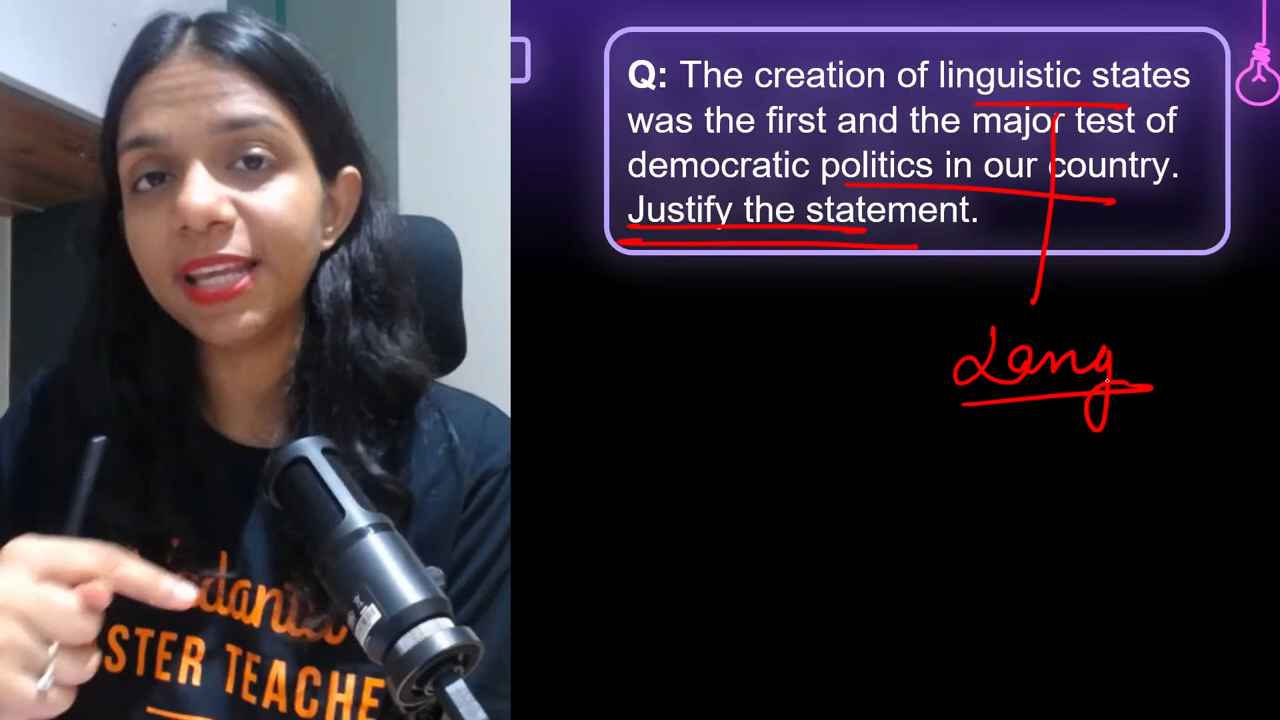 Q: The creation of linguistic states
was the first and the major test of
democratic politics in our country.
Justify the statement.
Lang
STER TEACHE